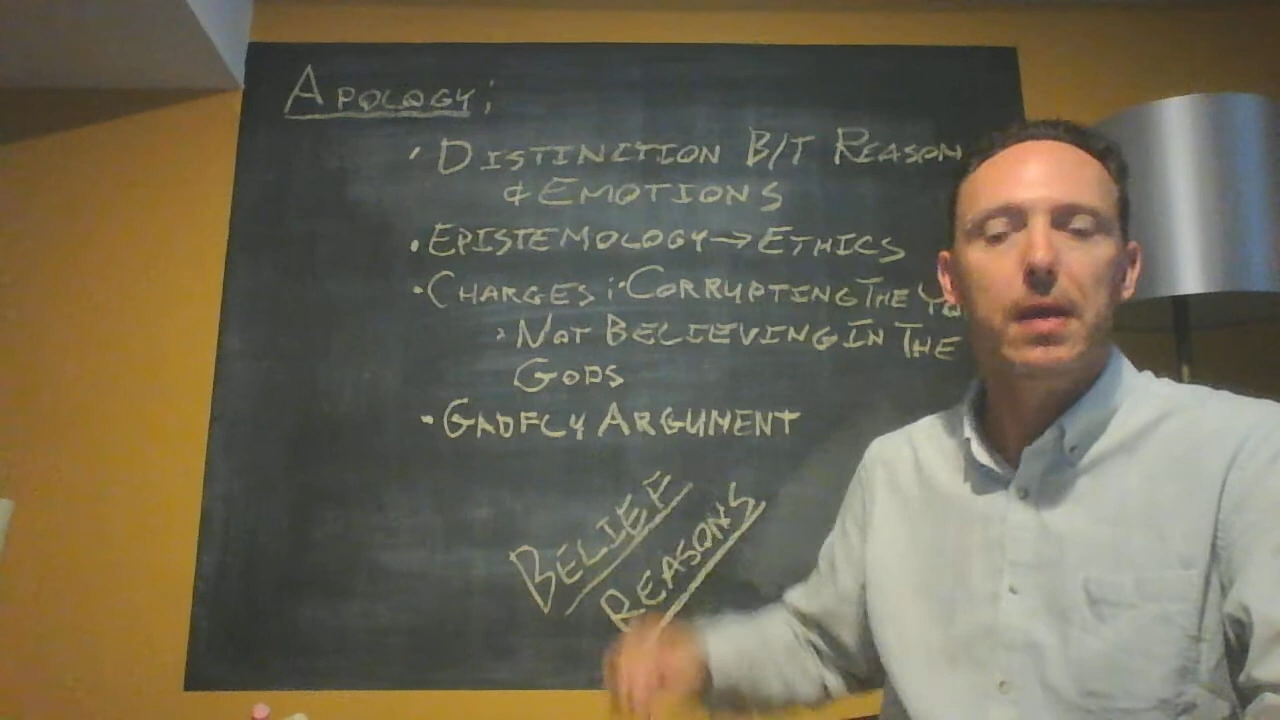 APOLOGY:
• DISTINCTION B/T REASON
& EMOTIONS
• EPISTEMOLOGY → ETHICS
• CHARGES: • CORRUPTING THE
• NOT BELIEVING IN THE
GODS
• GADFLY ARGUMENT
BELIEF
REASONS